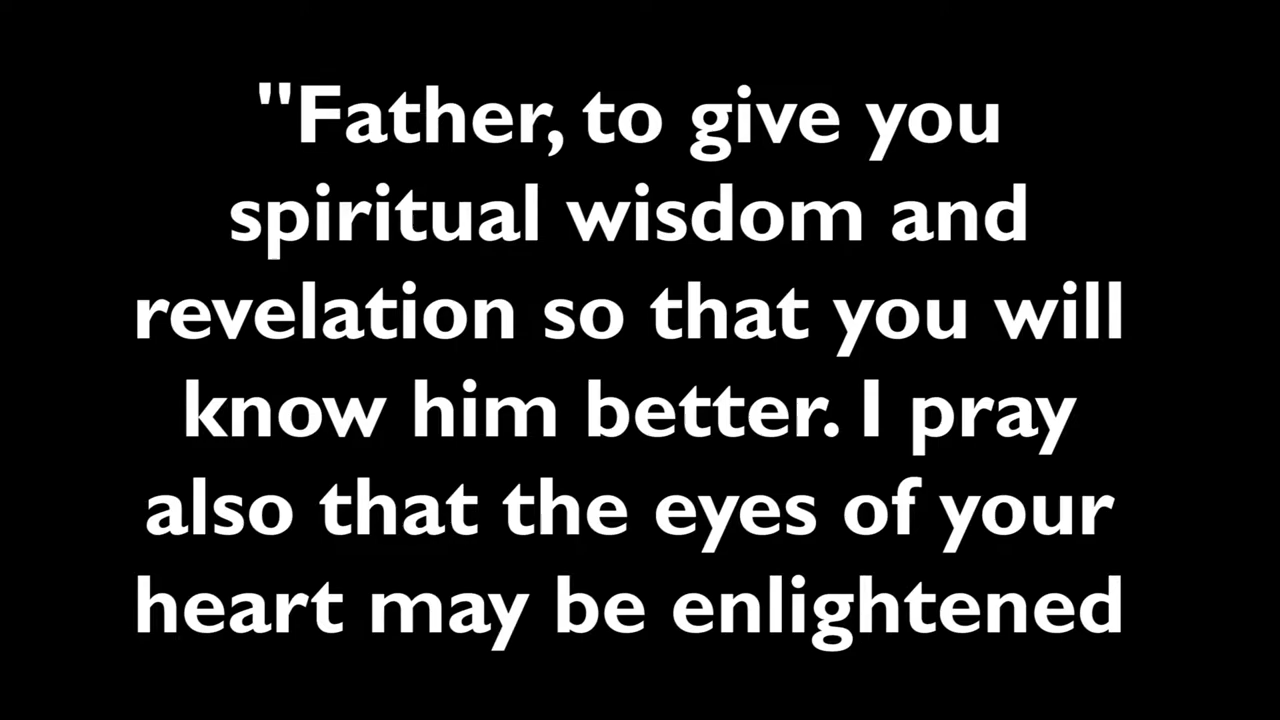 "Father, to give you
spiritual wisdom and
revelation so that you will
know him better. I pray
also that the eyes of your
heart may be enlightened